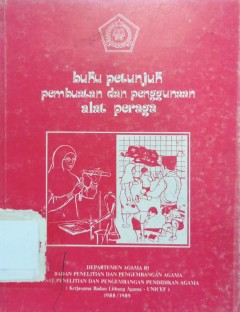 buku petunjuk
pembuatan dan penggunaan
alat peraga
DEPARTEMEN AGAMA RI
BADAN PENELITIAN DAN PENGEMBANGAN AGAMA
PENELITIAN DAN PENGEMBANGAN PENDIDIKAN AGAMA
( Kerjasama Badan Litbang Agama - UNICEF )
1988/1989